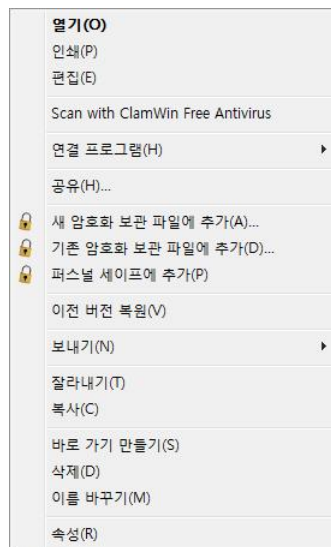 열기(O)
인쇄(P)
편집(E)
Scan with ClamWin Free Antivirus
연결 프로그램(H)
공유(H)...
새 암호화 보관 파일에 추가(A)...
기존 암호화 보관 파일에 추가(D)...
퍼스널 세이프에 추가(P)
이전 버전 복원(V)
보내기(N)
잘라내기(T)
복사(C)
바로 가기 만들기(S)
삭제(D)
이름 바꾸기(M)
속성(R)